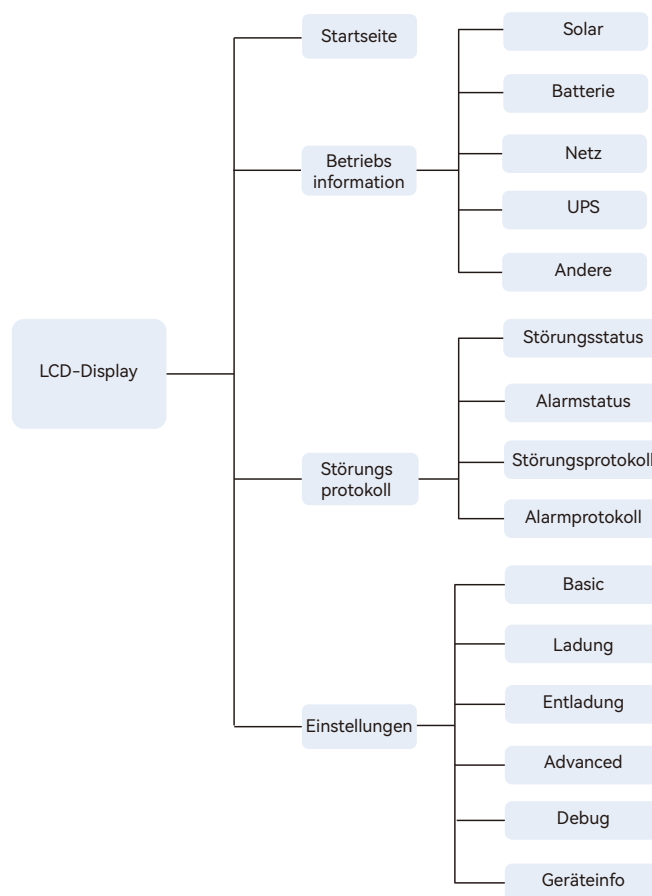 LCD-Display
Startseite
Betriebs
information
Solar
Batterie
Netz
UPS
Andere
Störungs
protokoll
Störungsstatus
Alarmstatus
Störungsprotokoll
Alarmprotokoll
Einstellungen
Basic
Ladung
Entladung
Advanced
Debug
Geräteinfo